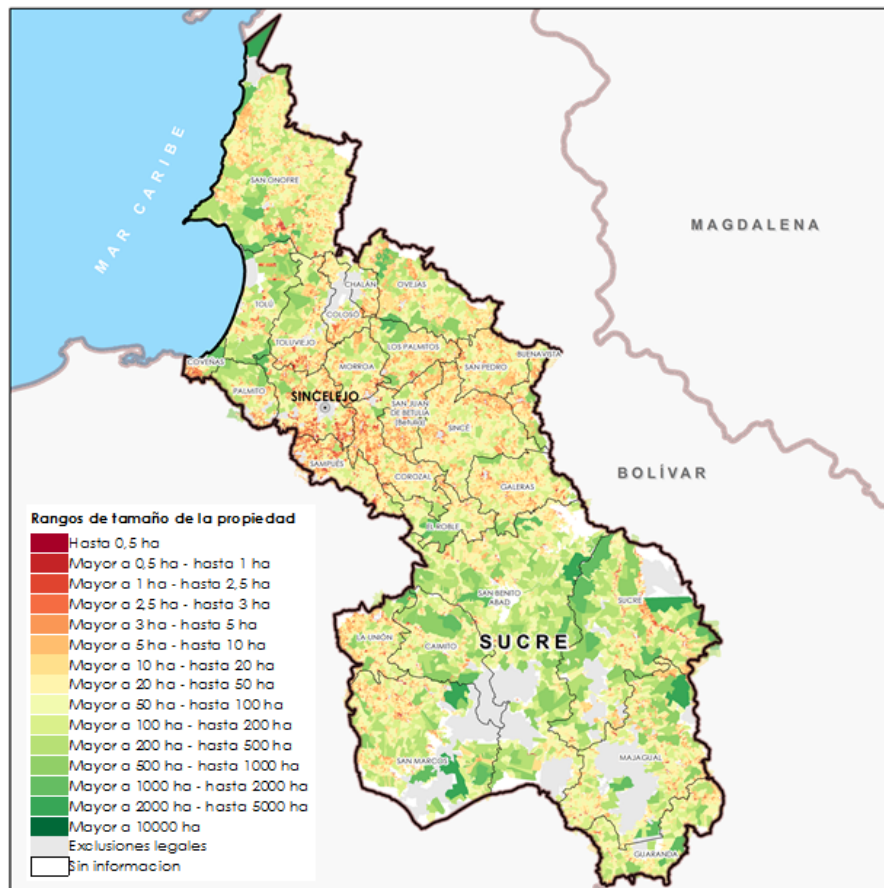 MAR CARIBE
MAGDALENA
SAN ONOFRE
CHALÁN
OVEJAS
COLOSÓ
TOLÚ
TOLUVIEJO
LOS PALMITOS
BUENAVISTA
COVEÑAS
MORROA
SAN PEDRO
PALMITO
SINCELEJO
SAN JUAN
DE BETULIA
(Betulia)
SINCÉ
SAMPUÉS
COROZAL
BOLÍVAR
GALERAS
EL ROBLE
SAN BENITO
ABAD
SUCRE
LA UNIÓN
CAIMITO
SUCRE
SAN MARCOS
MAJAGUAL
GUARANDA
Rangos de tamaño de la propiedad
Hasta 0,5 ha
Mayor a 0,5 ha - hasta 1 ha
Mayor a 1 ha - hasta 2,5 ha
Mayor a 2,5 ha - hasta 3 ha
Mayor a 3 ha - hasta 5 ha
Mayor a 5 ha - hasta 10 ha
Mayor a 10 ha - hasta 20 ha
Mayor a 20 ha - hasta 50 ha
Mayor a 50 ha - hasta 100 ha
Mayor a 100 ha - hasta 200 ha
Mayor a 200 ha - hasta 500 ha
Mayor a 500 ha - hasta 1000 ha
Mayor a 1000 ha - hasta 2000 ha
Mayor a 2000 ha - hasta 5000 ha
Mayor a 10000 ha
Exclusiones legales
Sin informacion